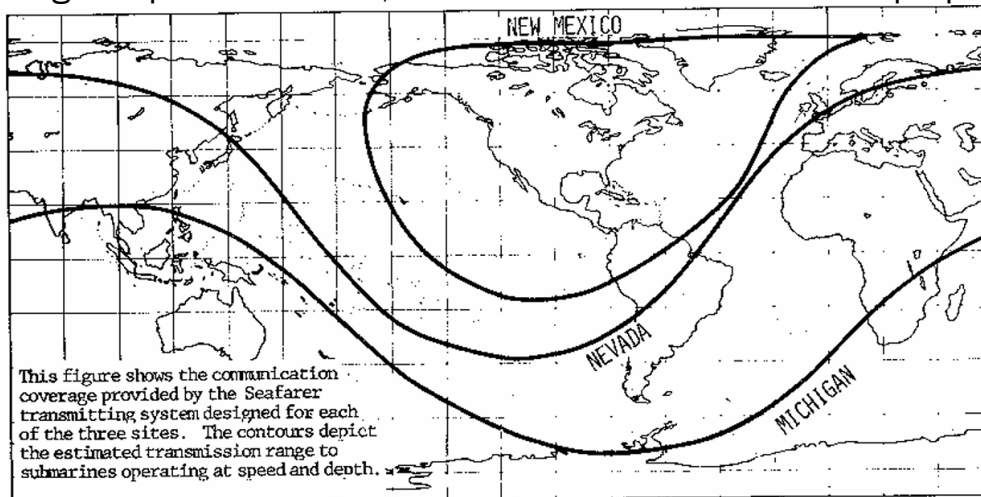 NEW MEXICO
NEVADA
MICHIGAN
This figure shows the communication
coverage provided by the Seafarer
transmitting system designed for each
of the three sites. The contours depict
the estimated transmission range to
submarines operating at speed and depth.